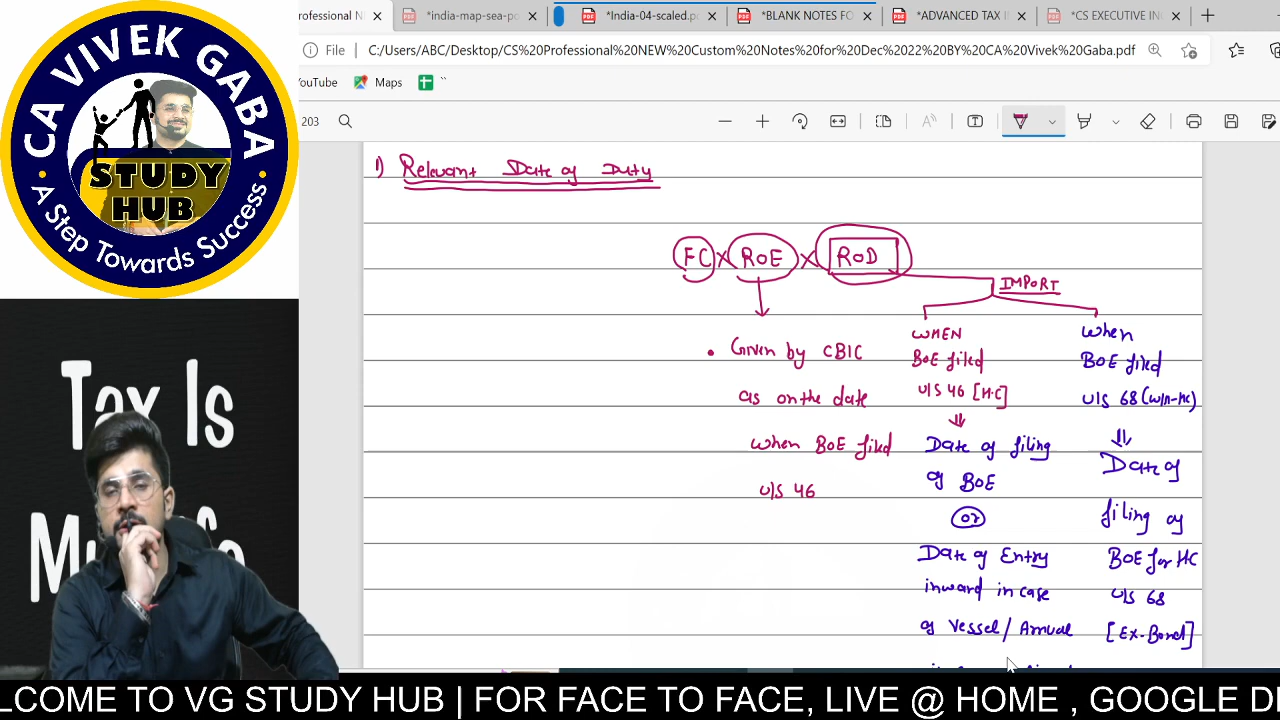 CA VIVEK GABA
STUDY
HUB
A Step Towards Success
Tax Is
rofessional N
*india-map-sea-po
*India-04-scaled.p
*BLANK NOTES FO
*ADVANCED TAX
*CS EXECUTIVE IN
File
C:/Users/ABC/Desktop/CS%20Professional%20NEW%20Custom%20Notes%20for%20Dec%2022%20BY%20CA%20Vivek%20Gaba.pdf
YouTube
Maps
203
1) Relevant Date of Duty
FC × ROE × ROD
IMPORT
• Given by CBIC
as on the date
when BOE filed
u/s 46
WHEN
BOE filed
u/s 46 [H.C]
Date of filing
of BOE
or
Date of Entry
inward in case
of Vessel / Arrival
When
BOE filed
u/s 68 (W/H-HC)
Date of
filing of
BOE for HC
u/s 68
[Ex-Bond]
LCOME TO VG STUDY HUB | FOR FACE TO FACE, LIVE @ HOME , GOOGLE DI